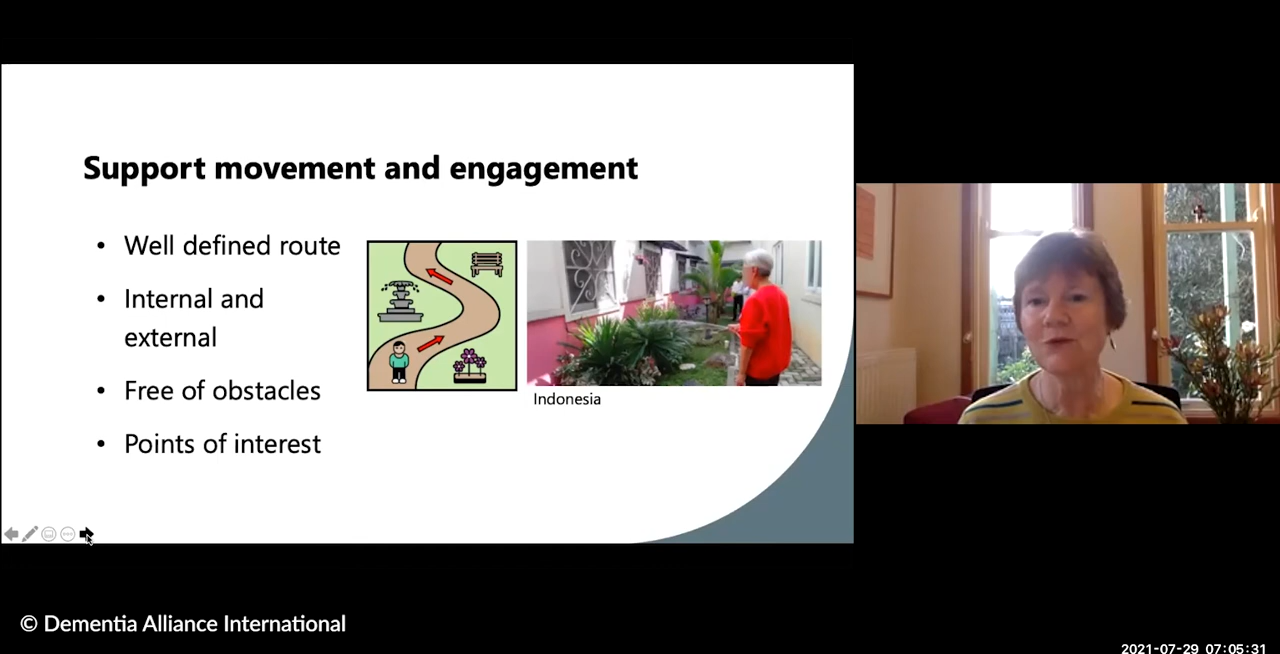 Support movement and engagement
• Well defined route
• Internal and
external
• Free of obstacles
• Points of interest
Indonesia
© Dementia Alliance International
2021-07-29 07:05:31